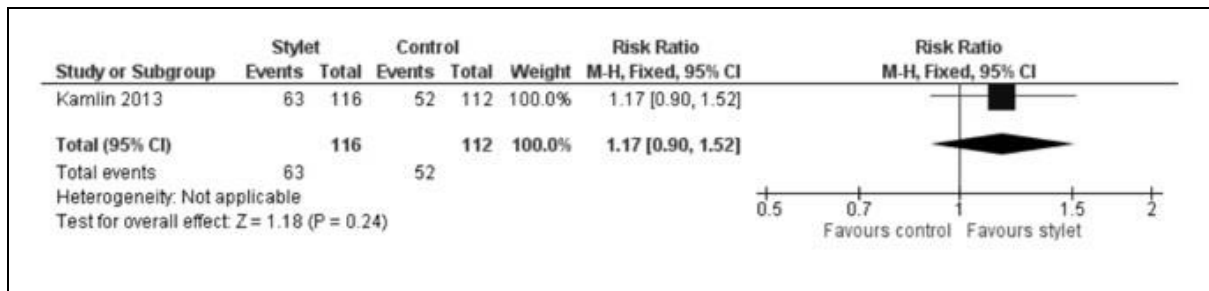 Stylet Control Risk Ratio Risk Ratio
Study or Subgroup Events Total Events Total Weight M-H, Fixed, 95% CI M-H, Fixed, 95% CI
Kamlin 2013 63 116 52 112 100.0% 1.17 [0.90, 1.52]
Total (95% CI) 116 112 100.0% 1.17 [0.90, 1.52]
Total events 63 52
Heterogeneity: Not applicable
Test for overall effect: Z = 1.18 (P = 0.24)
0.5 0.7 1 1.5 2
Favours control Favours stylet